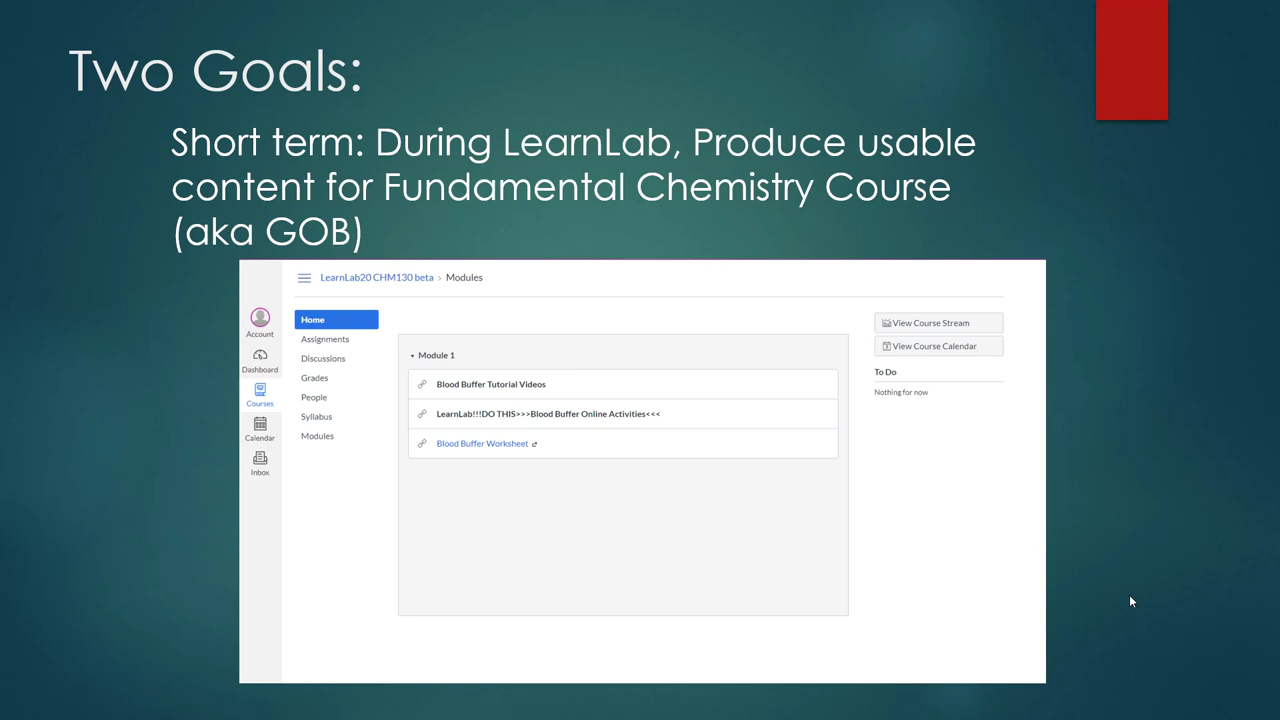 Two Goals:
Short term: During LearnLab, Produce usable
content for Fundamental Chemistry Course
(aka GOB)
LearnLab20 CHM130 beta › Modules
Account
Dashboard
Courses
Calendar
Inbox
Home
Assignments
Discussions
Grades
People
Syllabus
Modules
Module 1
Blood Buffer Tutorial Videos
LearnLab!!!DO THIS>>>Blood Buffer Online Activities<<<
Blood Buffer Worksheet
View Course Stream
View Course Calendar
To Do
Nothing for now